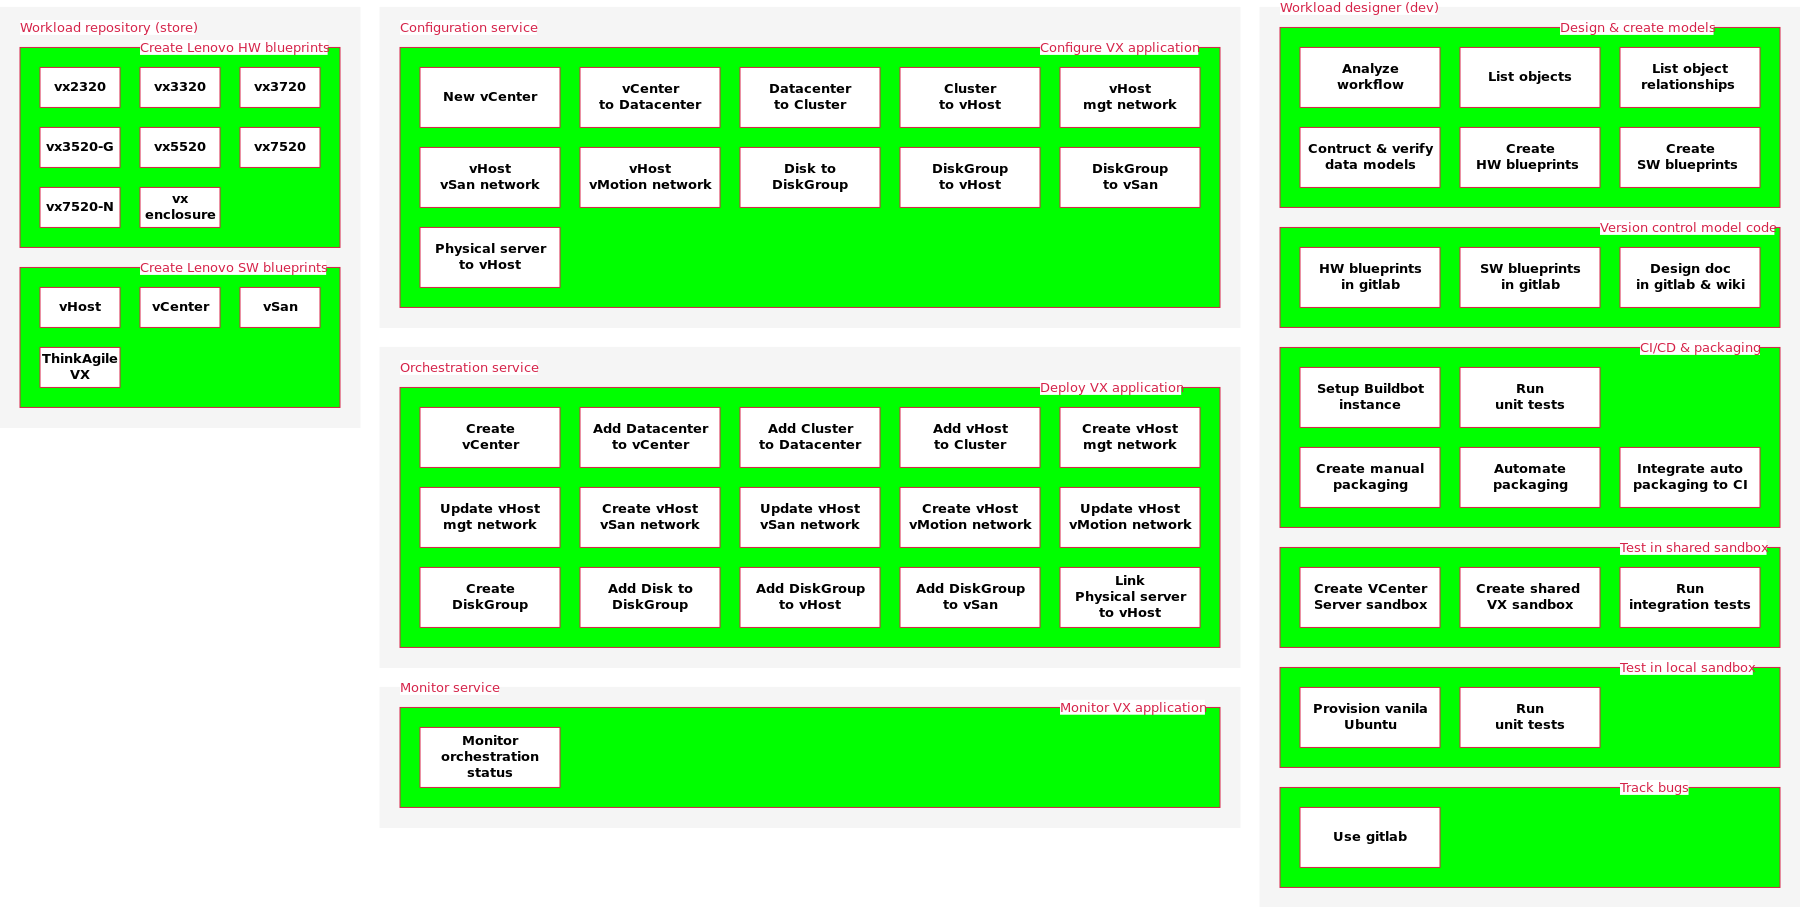 Workload repository (store)
Create Lenovo HW blueprints
vx2320
vx3320
vx3720
vx3520-G
vx5520
vx7520
vx7520-N
vx
enclosure
Create Lenovo SW blueprints
vHost
vCenter
vSan
ThinkAgile
VX
Configuration service
Configure VX application
New vCenter
vCenter
to Datacenter
Datacenter
to Cluster
Cluster
to vHost
vHost
mgt network
vHost
vSan network
vHost
vMotion network
Disk to
DiskGroup
DiskGroup
to vHost
DiskGroup
to vSan
Physical server
to vHost
Orchestration service
Deploy VX application
Create
vCenter
Add Datacenter
to vCenter
Add Cluster
to Datacenter
Add vHost
to Cluster
Create vHost
mgt network
Update vHost
mgt network
Create vHost
vSan network
Update vHost
vSan network
Create vHost
vMotion network
Update vHost
vMotion network
Create
DiskGroup
Add Disk to
DiskGroup
Add DiskGroup
to vHost
Add DiskGroup
to vSan
Link
Physical server
to vHost
Monitor service
Monitor VX application
Monitor
orchestration
status
Workload designer (dev)
Design & create models
Analyze
workflow
List objects
List object
relationships
Contruct & verify
data models
Create
HW blueprints
Create
SW blueprints
Version control model code
HW blueprints
in gitlab
SW blueprints
in gitlab
Design doc
in gitlab & wiki
CI/CD & packaging
Setup Buildbot
instance
Run
unit tests
Create manual
packaging
Automate
packaging
Integrate auto
packaging to CI
Test in shared sandbox
Create VCenter
Server sandbox
Create shared
VX sandbox
Run
integration tests
Test in local sandbox
Provision vanila
Ubuntu
Run
unit tests
Track bugs
Use gitlab